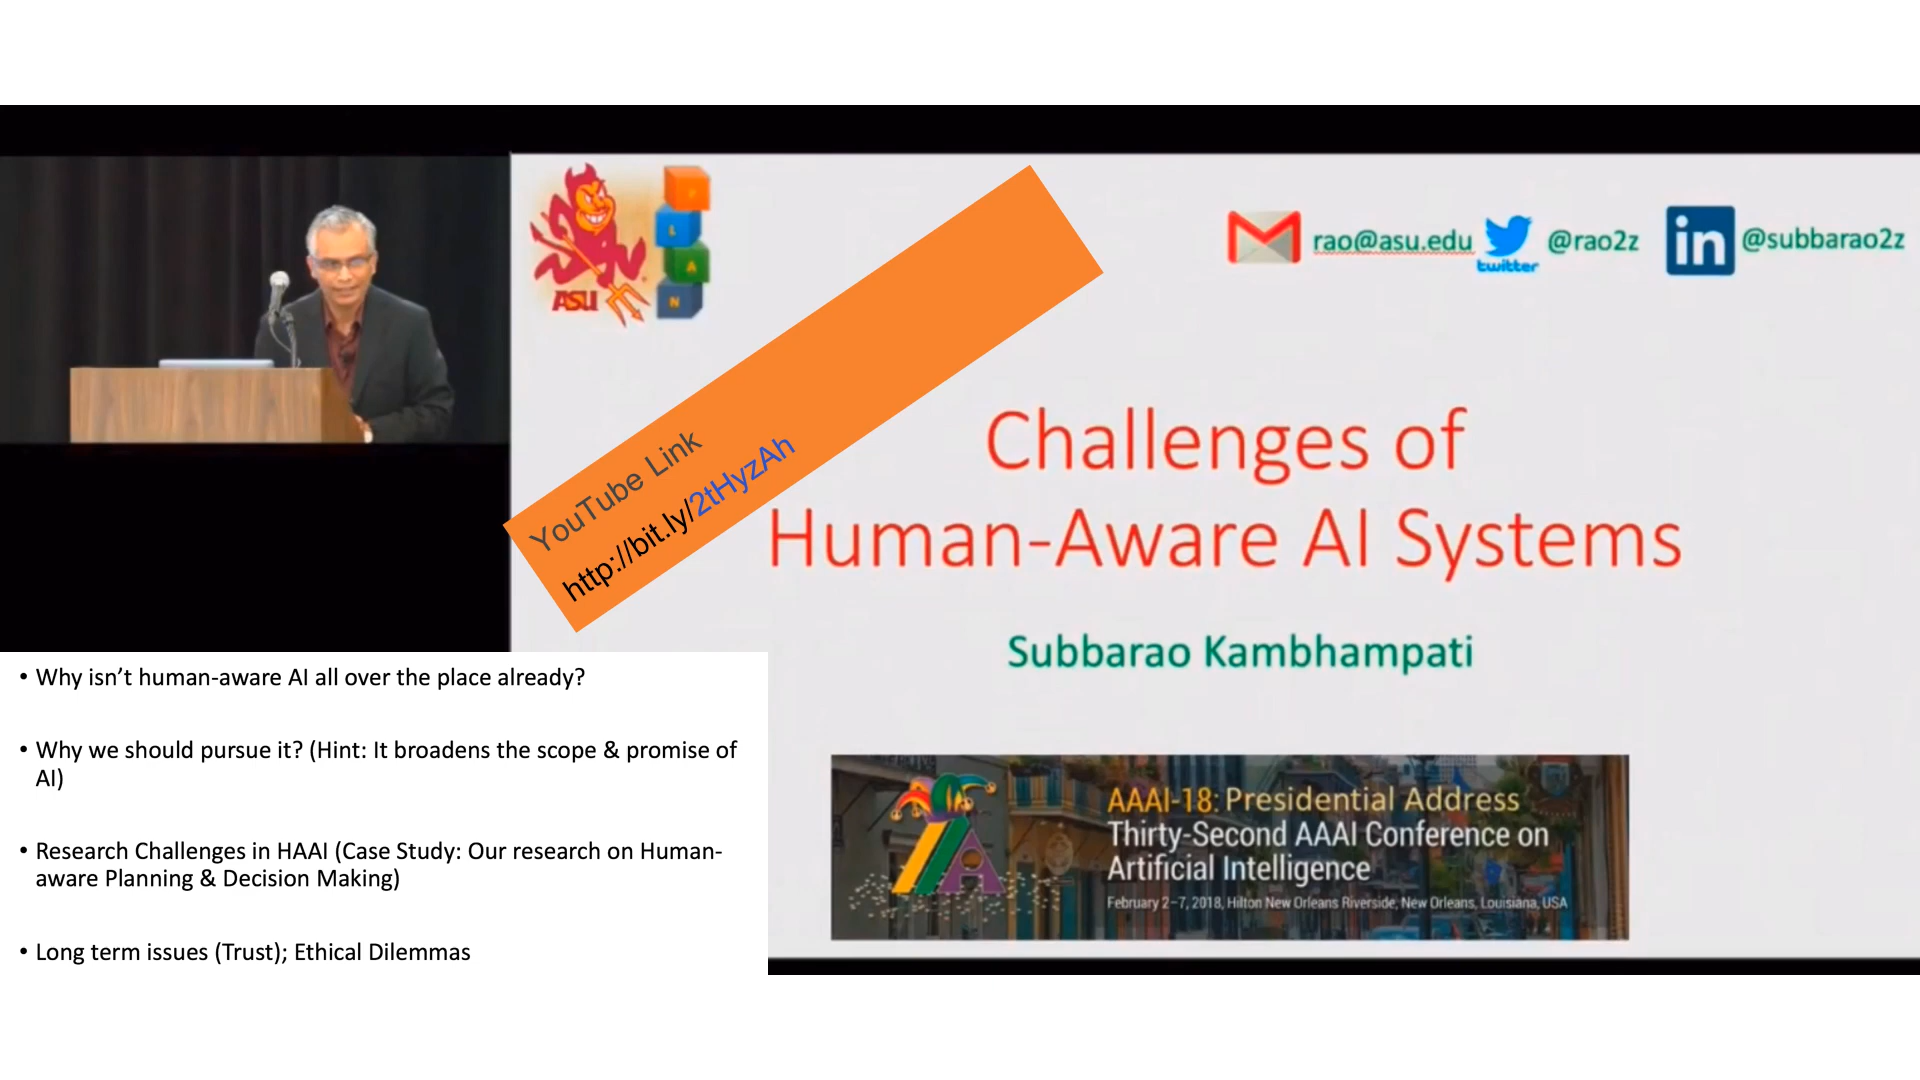 P
L
A
N
ASU
rao@asu.edu
twitter
@rao2z
in
@subbarao2z
YouTube Link
http://bit.ly/2tHyzAh
Challenges of
Human-Aware AI Systems
Subbarao Kambhampati
AAAI-18: Presidential Address
Thirty-Second AAAI Conference on
Artificial Intelligence
February 2–7, 2018, Hilton New Orleans Riverside, New Orleans, Louisiana, USA
• Why isn’t human-aware AI all over the place already?
• Why we should pursue it? (Hint: It broadens the scope & promise of
AI)
• Research Challenges in HAAI (Case Study: Our research on Human-
aware Planning & Decision Making)
• Long term issues (Trust); Ethical Dilemmas